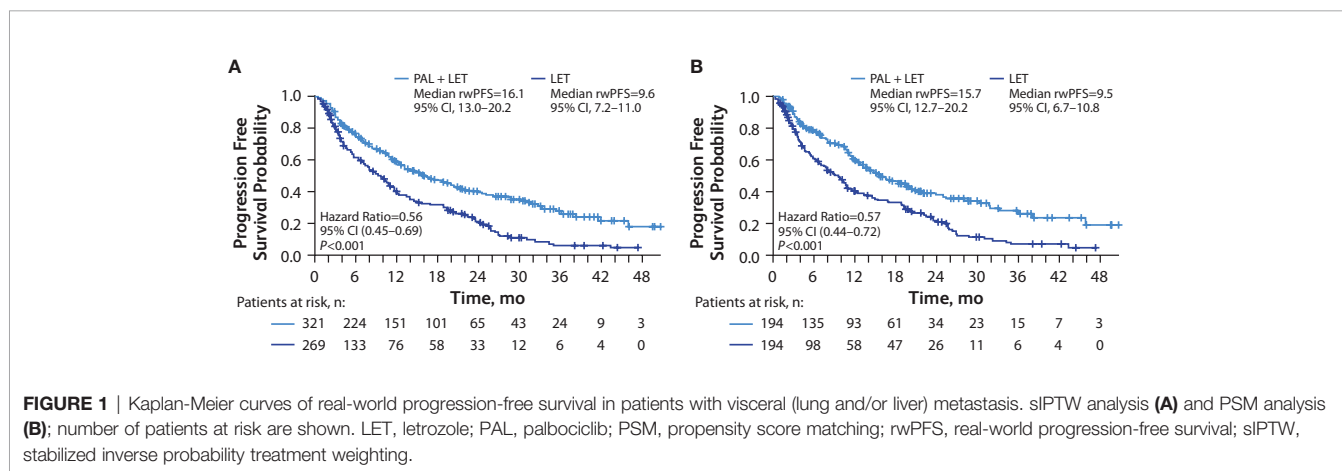 A
PAL + LET
Median rwPFS=16.1
95% CI, 13.0–20.2
LET
Median rwPFS=9.6
95% CI, 7.2–11.0
Progression Free
Survival Probability
1.0
0.8
0.6
0.4
0.2
0.0
Hazard Ratio=0.56
95% CI (0.45–0.69)
P<0.001
0 6 12 18 24 30 36 42 48
Time, mo
Patients at risk, n:
321 224 151 101 65 43 24 9 3
269 133 76 58 33 12 6 4 0
B
PAL + LET
Median rwPFS=15.7
95% CI, 12.7–20.2
LET
Median rwPFS=9.5
95% CI, 6.7–10.8
Progression Free
Survival Probability
1.0
0.8
0.6
0.4
0.2
0.0
Hazard Ratio=0.57
95% CI (0.44–0.72)
P<0.001
0 6 12 18 24 30 36 42 48
Time, mo
Patients at risk, n:
194 135 93 61 34 23 15 7 3
194 98 58 47 26 11 6 4 0
FIGURE 1 | Kaplan-Meier curves of real-world progression-free survival in patients with visceral (lung and/or liver) metastasis. sIPTW analysis (A) and PSM analysis
(B); number of patients at risk are shown. LET, letrozole; PAL, palbociclib; PSM, propensity score matching; rwPFS, real-world progression-free survival; sIPTW,
stabilized inverse probability treatment weighting.